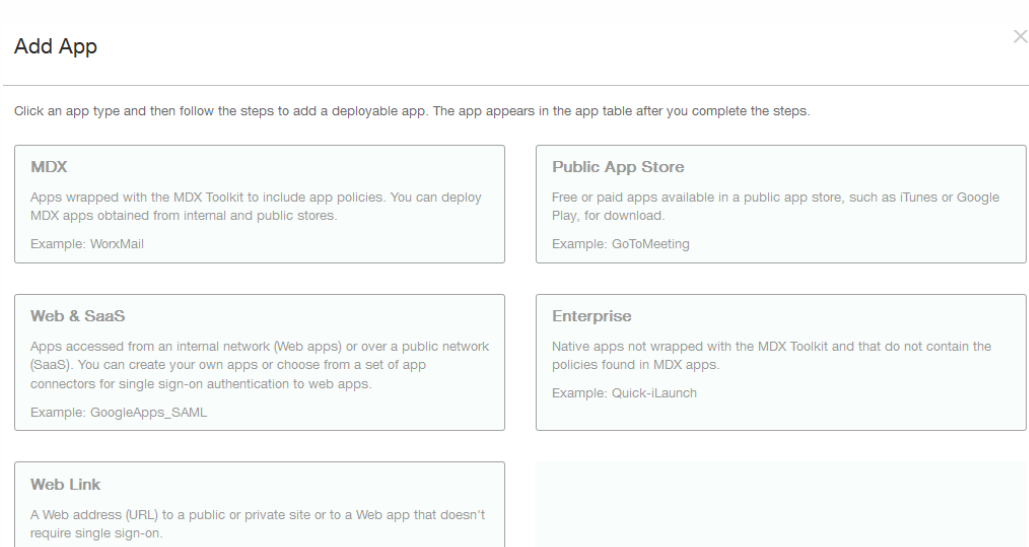 Add App
Click an app type and then follow the steps to add a deployable app. The app appears in the app table after you complete the steps.
MDX
Apps wrapped with the MDX Toolkit to include app policies. You can deploy
MDX apps obtained from internal and public stores.
Example: WorxMail
Public App Store
Free or paid apps available in a public app store, such as iTunes or Google
Play, for download.
Example: GoToMeeting
Web & SaaS
Apps accessed from an internal network (Web apps) or over a public network
(SaaS). You can create your own apps or choose from a set of app
connectors for single sign-on authentication to web apps.
Example: GoogleApps_SAML
Enterprise
Native apps not wrapped with the MDX Toolkit and that do not contain the
policies found in MDX apps.
Example: Quick-iLaunch
Web Link
A Web address (URL) to a public or private site or to a Web app that doesn't
require single sign-on.